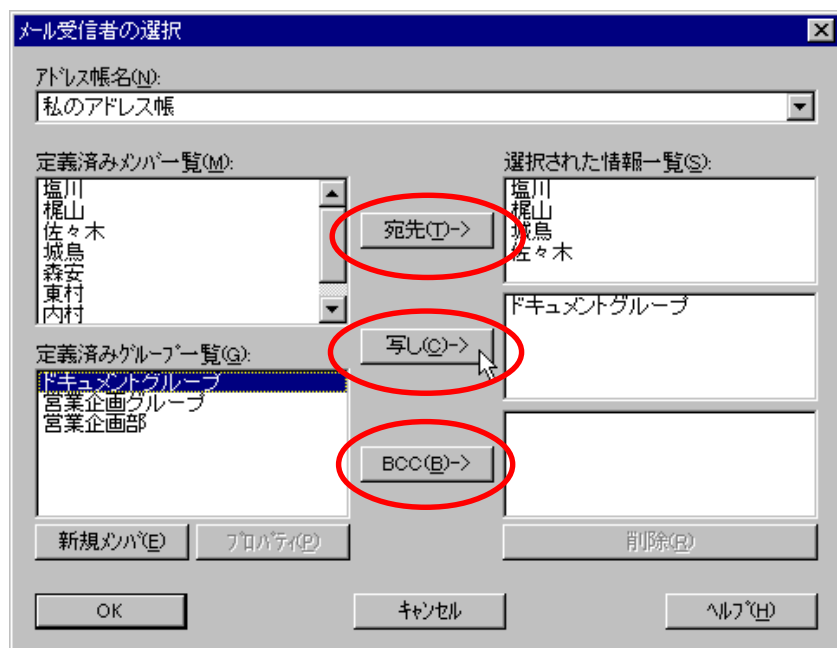 メール受信者の選択
アドレス帳名(N):
私のアドレス帳
定義済みメンバー一覧(M):
塩川
梶山
佐々木
城鳥
森安
東村
内村
宛先(T)->
選択された情報一覧(S):
塩川
梶山
城鳥
佐々木
写し(C)->
ドキュメントグループ
定義済みグループ一覧(G):
ドキュメントグループ
営業企画グループ
営業企画部
BCC(B)->
新規メンバ(E)
プロパティ(P)
削除(R)
OK
キャンセル
ヘルプ(H)